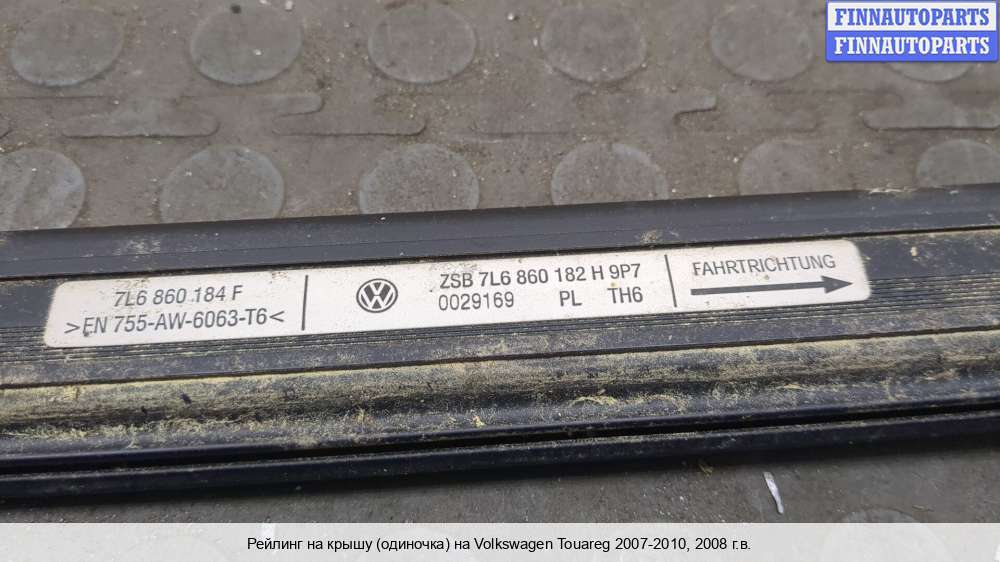 FINNAUTOPARTS
FINNAUTOPARTS
7L6 860 184 F
>EN 755-AW-6063-T6<
ZSB 7L6 860 182 H 9P7
0029169 PL TH6
FAHRTRICHTUNG
Рейлинг на крышу (одиночка) на Volkswagen Touareg 2007-2010, 2008 г.в.